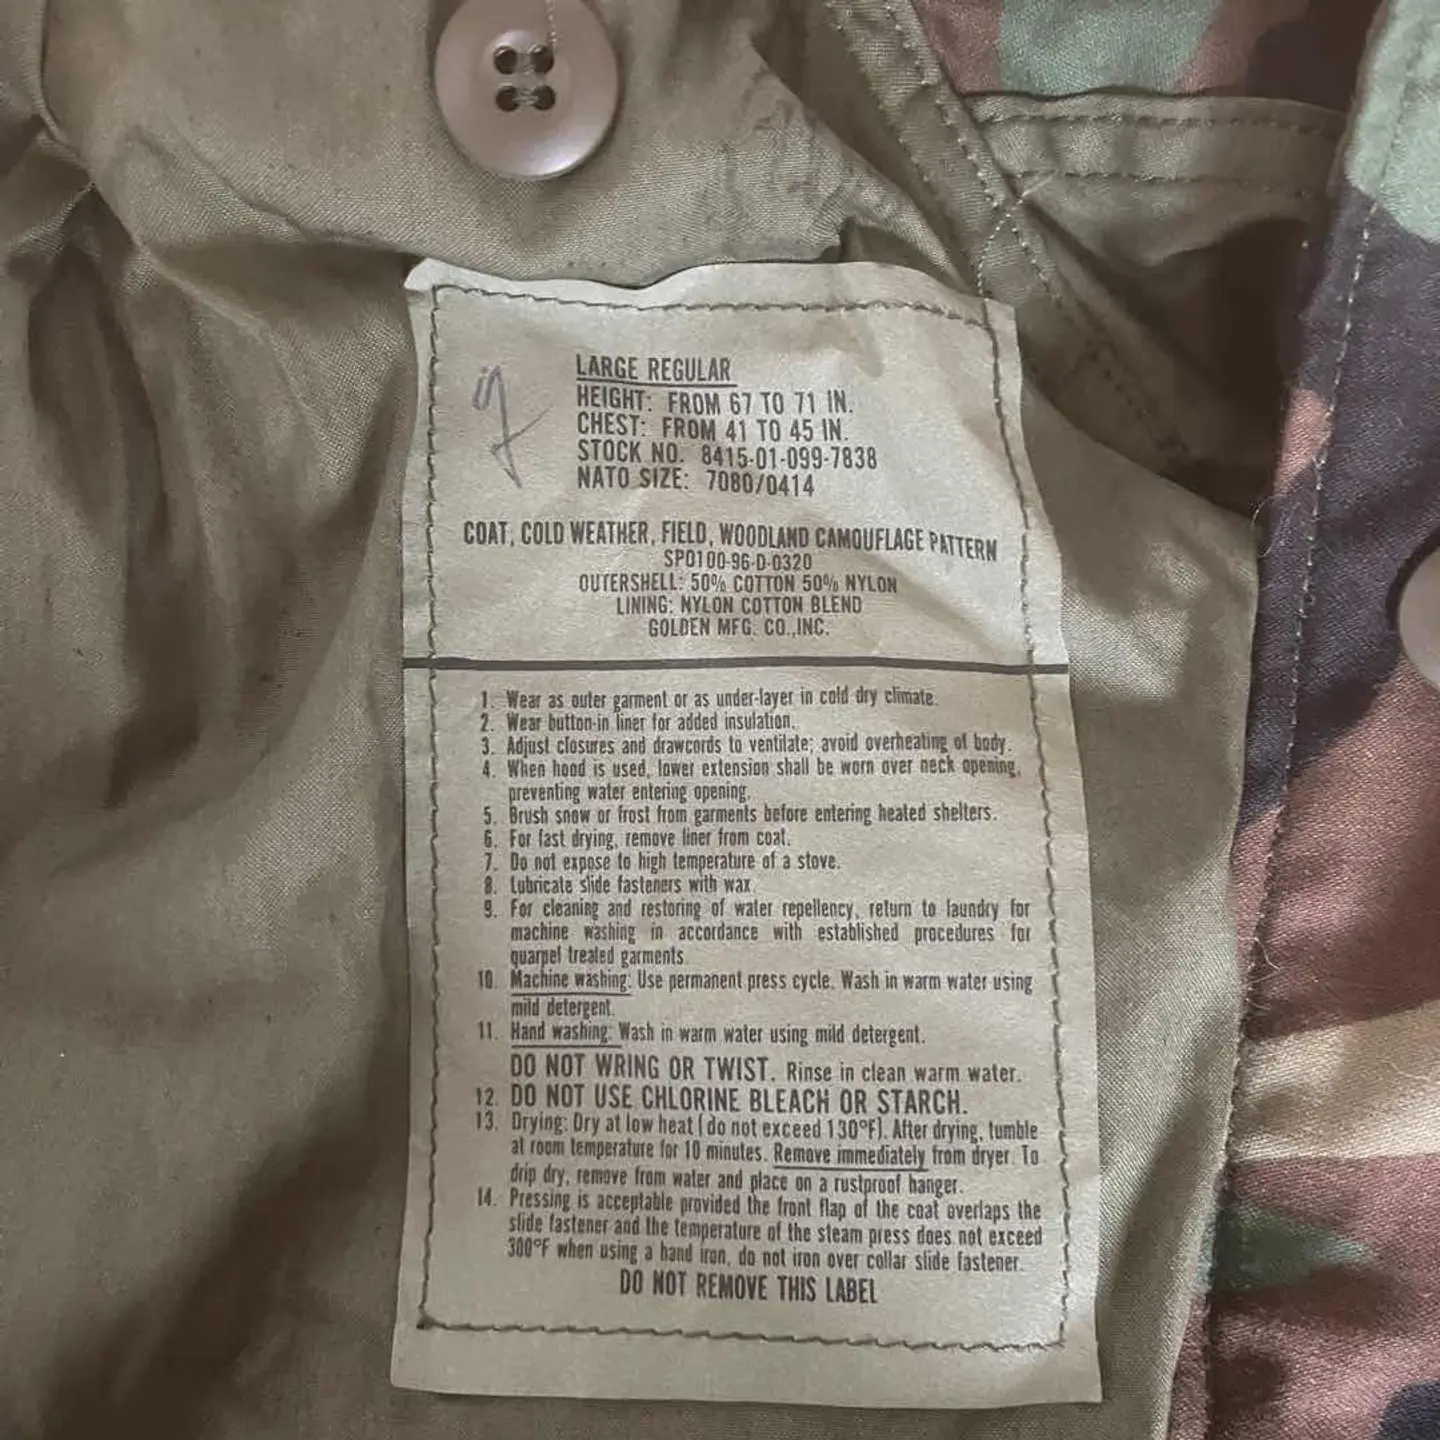 LARGE REGULAR
HEIGHT: FROM 67 TO 71 IN.
CHEST: FROM 41 TO 45 IN.
STOCK NO. 8415-01-099-7838
NATO SIZE: 7080/0414
COAT, COLD WEATHER, FIELD, WOODLAND CAMOUFLAGE PATTERN
SPO100-96-D-0320
OUTERSHELL: 50% COTTON 50% NYLON
LINING: NYLON COTTON BLEND
GOLDEN MFG. CO.,INC.
1. Wear as outer garment or as under-layer in cold dry climate.
2. Wear button-in liner for added insulation.
3. Adjust closures and drawcords to ventilate; avoid overheating of body.
4. When hood is used, lower extension shall be worn over neck opening,
preventing water entering opening.
5. Brush snow or frost from garments before entering heated shelters.
6. For fast drying, remove liner from coat.
7. Do not expose to high temperature of a stove.
8. Lubricate slide fasteners with wax.
9. For cleaning and restoring of water repellency, return to laundry for
machine washing in accordance with established procedures for
quarpel treated garments.
10. Machine washing: Use permanent press cycle. Wash in warm water using
mild detergent.
11. Hand washing: Wash in warm water using mild detergent.
DO NOT WRING OR TWIST. Rinse in clean warm water.
12. DO NOT USE CHLORINE BLEACH OR STARCH.
13. Drying: Dry at low heat (do not exceed 130°F). After drying, tumble
at room temperature for 10 minutes. Remove immediately from dryer. To
drip dry, remove from water and place on a rustproof hanger.
14. Pressing is acceptable provided the front flap of the coat overlaps the
slide fastener and the temperature of the steam press does not exceed
300°F when using a hand iron, do not iron over collar slide fastener.
DO NOT REMOVE THIS LABEL